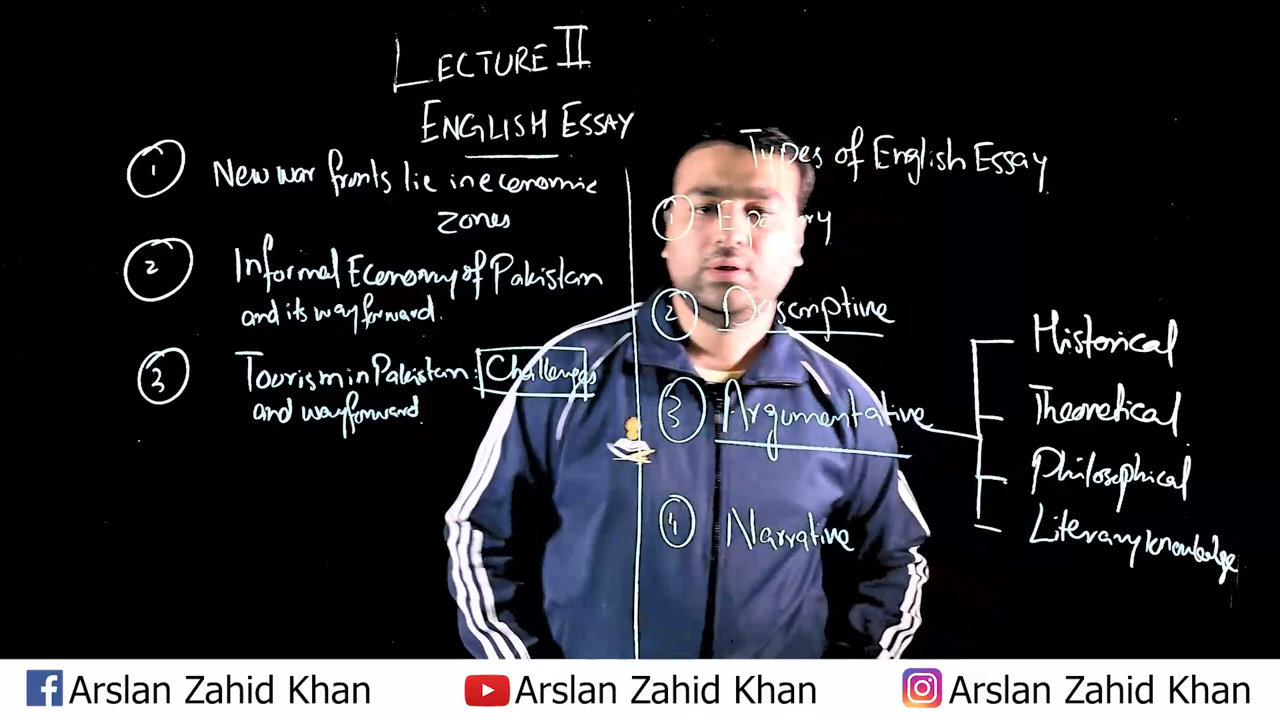 LECTURE II
ENGLISH ESSAY
1 New war fronts lie in economic
zones
2 Informal Economy of Pakistan
and its way forward.
3 Tourism in Pakistan: Challenges
and way forward.
Types of English Essay
1
2 Descriptive
3 Argumentative
4 Narrative
Historical
Theoretical
Philosophical
Literary knowledge
Arslan Zahid Khan
Arslan Zahid Khan
Arslan Zahid Khan